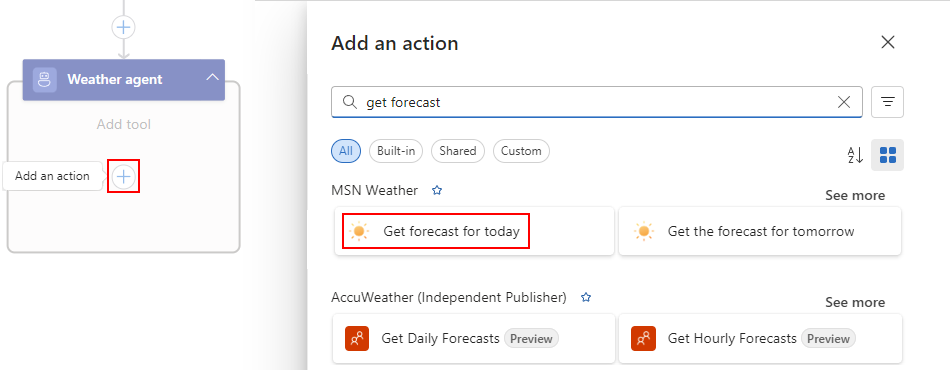 Weather agent
Add tool
Add an action
Add an action
get forecast
All Built-in Shared Custom
A
Z
MSN Weather
See more
Get forecast for today
Get the forecast for tomorrow
AccuWeather (Independent Publisher)
See more
Get Daily Forecasts Preview
Get Hourly Forecasts Preview